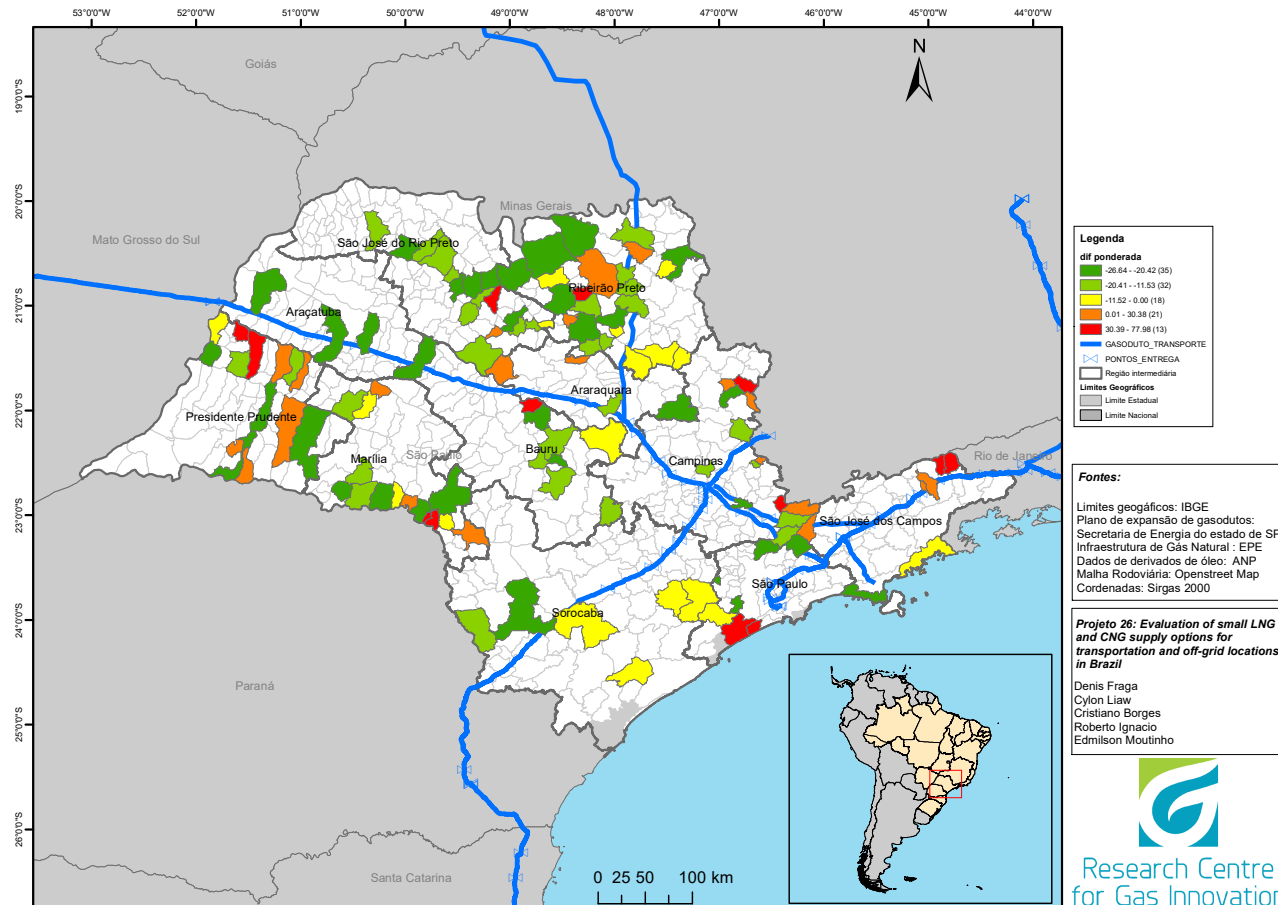 53°0'0"W 52°0'0"W 51°0'0"W 50°0'0"W 49°0'0"W 48°0'0"W 47°0'0"W 46°0'0"W 45°0'0"W 44°0'0"W
19°0'0"S
20°0'0"S
21°0'0"S
22°0'0"S
23°0'0"S
24°0'0"S
25°0'0"S
26°0'0"S
N
Goiás
Minas Gerais
Mato Grosso do Sul
São José do Rio Preto
Ribeirão Preto
Araçatuba
Araraquara
Presidente Prudente
Marília
São Paulo
Bauru
Campinas
Rio de Janeiro
São José dos Campos
São Paulo
Sorocaba
Paraná
Santa Catarina
0 25 50 100 km
Legenda
dif ponderada
-26.64 - -20.42 (35)
-20.41 - -11.53 (32)
-11.52 - 0.00 (18)
0.01 - 30.38 (21)
30.39 - 77.98 (13)
GASODUTO_TRANSPORTE
PONTOS_ENTREGA
Região intermediária
Limites Geográficos
Limite Estadual
Limite Nacional
Fontes:
Limites geográficos: IBGE
Plano de expansão de gasodutos:
Secretaria de Energia do estado de SP
Infraestrutura de Gás Natural : EPE
Dados de derivados de óleo: ANP
Malha Rodoviária: Openstreet Map
Cordenadas: Sirgas 2000
Projeto 26: Evaluation of small LNG
and CNG supply options for
transportation and off-grid locations
in Brazil
Denis Fraga
Cylon Liaw
Cristiano Borges
Roberto Ignacio
Edmilson Moutinho
Research Centre
for Gas Innovation